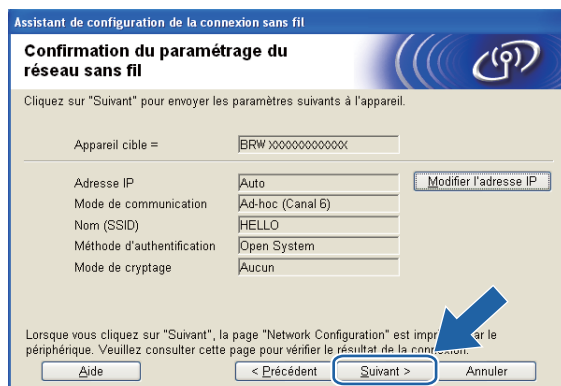 Assistant de configuration de la connexion sans fil
Confirmation du paramétrage du
réseau sans fil
Cliquez sur "Suivant" pour envoyer les paramètres suivants à l'appareil.
Appareil cible = BRW XXXXXXXXXXXX
Adresse IP Auto Modifier l'adresse IP
Mode de communication Ad-hoc (Canal 6)
Nom (SSID) HELLO
Méthode d'authentification Open System
Mode de cryptage Aucun
Lorsque vous cliquez sur "Suivant", la page "Network Configuration" est par le
périphérique. Veuillez consulter cette page pour vérifier le résultat de la connexion.
Aide < Précédent Suivant > Annuler